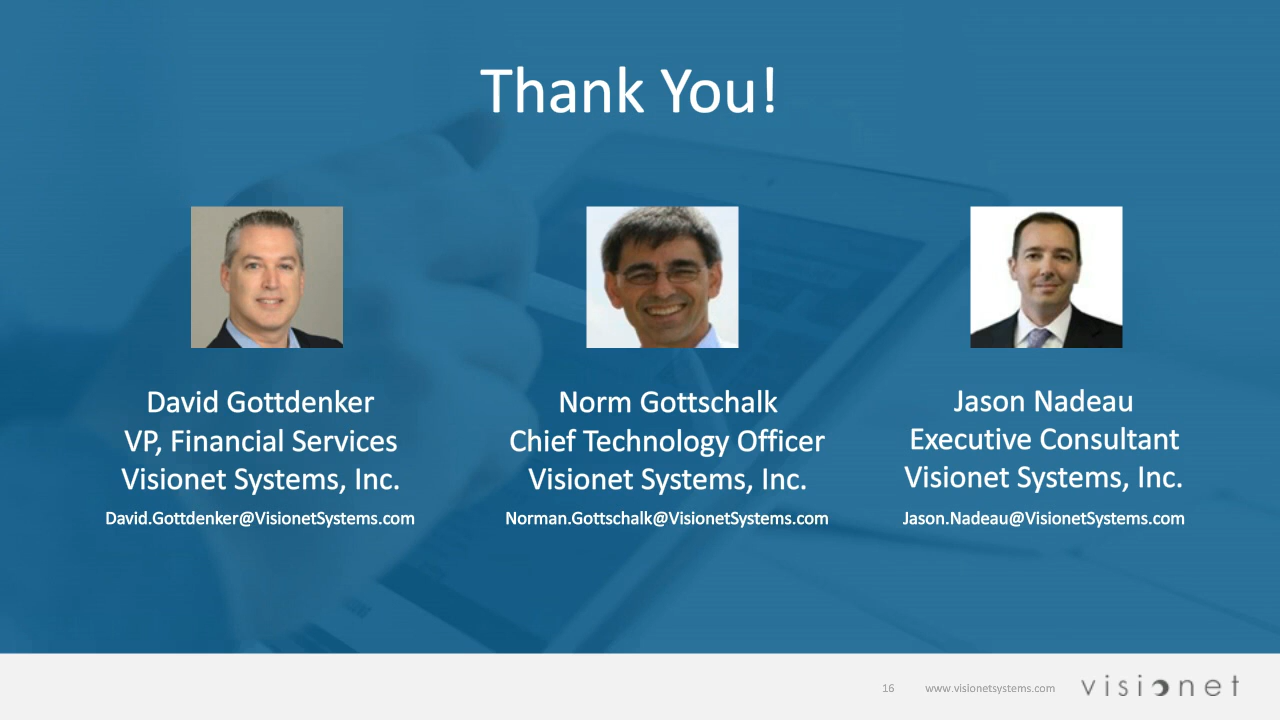 Thank You!
David Gottdenker
VP, Financial Services
Visionet Systems, Inc.
David.Gottdenker@VisionetSystems.com
Norm Gottschalk
Chief Technology Officer
Visionet Systems, Inc.
Norman.Gottschalk@VisionetSystems.com
Jason Nadeau
Executive Consultant
Visionet Systems, Inc.
Jason.Nadeau@VisionetSystems.com
16 www.visionetsystems.com visionet